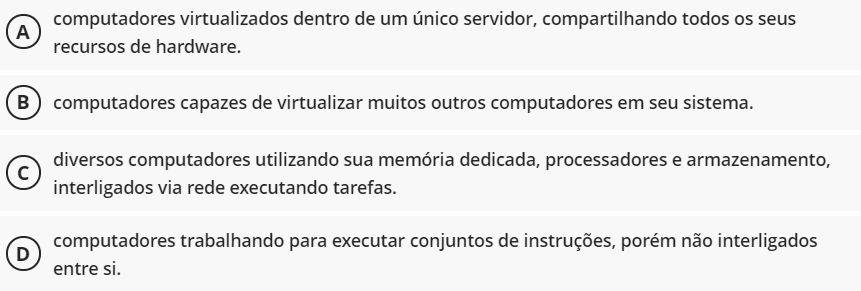 A computadores virtualizados dentro de um único servidor, compartilhando todos os seus
recursos de hardware.
B computadores capazes de virtualizar muitos outros computadores em seu sistema.
C diversos computadores utilizando sua memória dedicada, processadores e armazenamento,
interligados via rede executando tarefas.
D computadores trabalhando para executar conjuntos de instruções, porém não interligados
entre si.